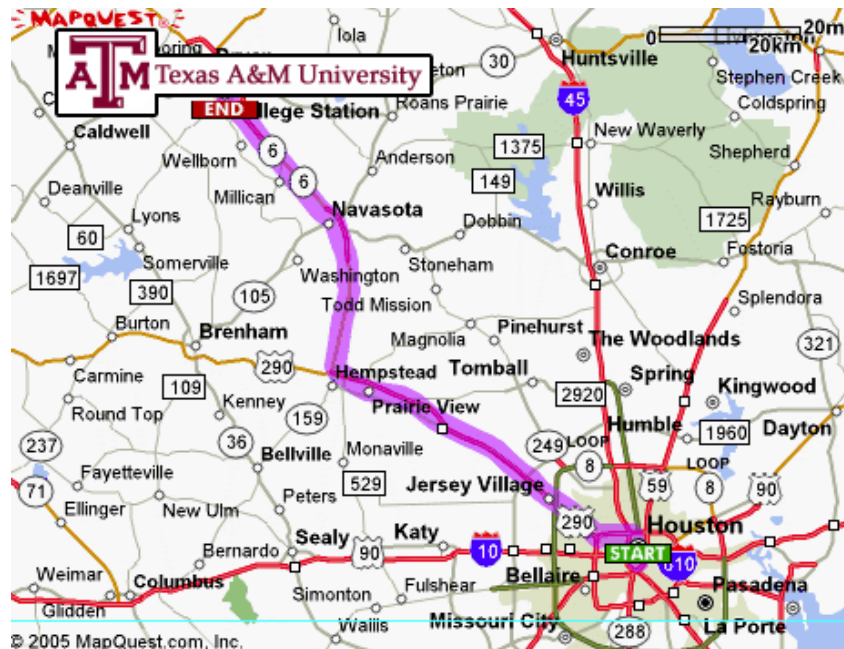 MAPQUEST
20m
0
20km
Iola
Huntsville
30
ATM Texas A&M University
Stephen Creek
45
Roans Prairie
Coldspring
END
llege Station
New Waverly
Caldwell
1375
Wellborn
6
Anderson
Shepherd
149
Deanville
Millican
6
Willis
Rayburn
Navasota
1725
Lyons
Dobbin
60
Somerville
Conroe
Fostoria
1697
Washington
Stoneham
390
105
Todd Mission
Splendora
Burton
Magnolia
Pinehurst
Brenham
The Woodlands
321
290
Tomball
Carmine
Hempstead
Spring
109
2920
Kingwood
Round Top
Kenney
Prairie View
159
Humble
1960
Dayton
237
36
249
LOOP
8
Bellville
Monaville
LOOP
Fayetteville
59
8
90
71
529
Jersey Village
Ellinger
New Ulm
Peters
290
Houston
Sealy
Katy
Bernardo
90
10
START
610
Weimar
Columbus
Bellaire
Pasadena
Glidden
Simonton
Fulshear
Missouri City
La Porte
Wallis
288
© 2005 MapQuest.com, Inc.